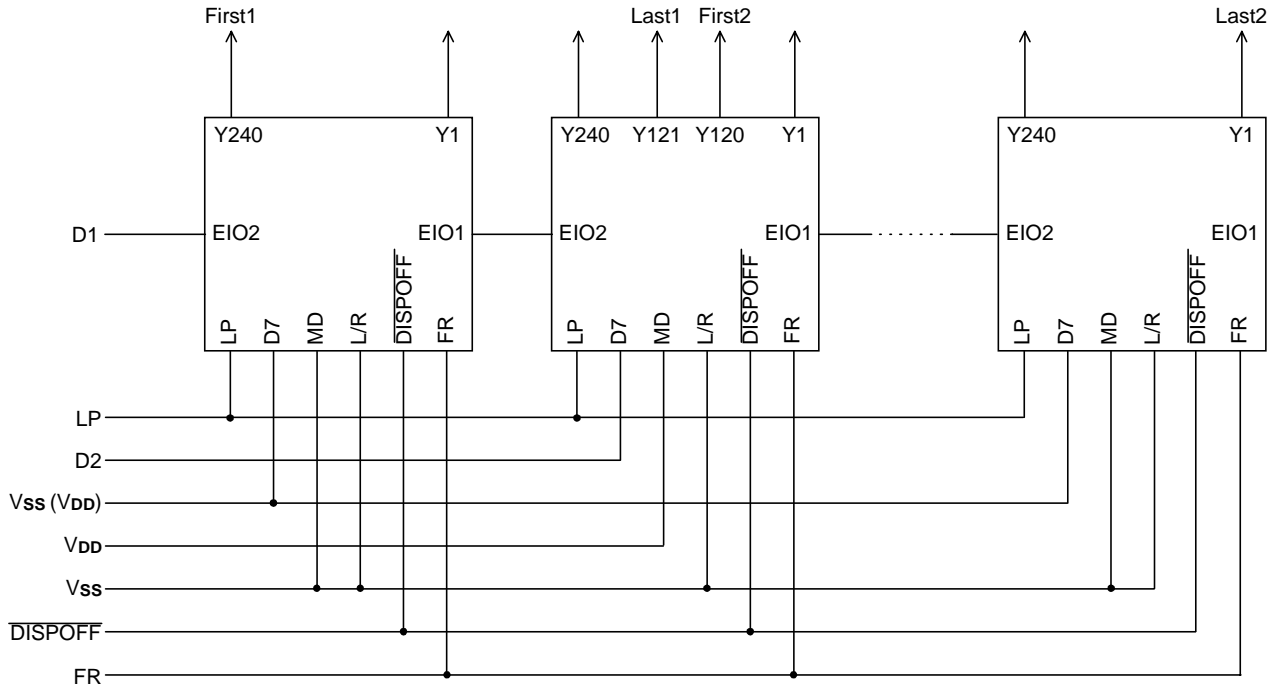 First1 Last1 First2 Last2
Y240 Y1 Y240 Y121 Y120 Y1 Y240 Y1
D1 EIO2 EIO1 EIO2 EIO1 EIO2 EIO1
LP D7 MD L/R DISPOFF FR LP D7 MD L/R DISPOFF FR LP D7 MD L/R DISPOFF FR
LP
D2
VSS (VDD)
VDD
VSS
DISPOFF
FR